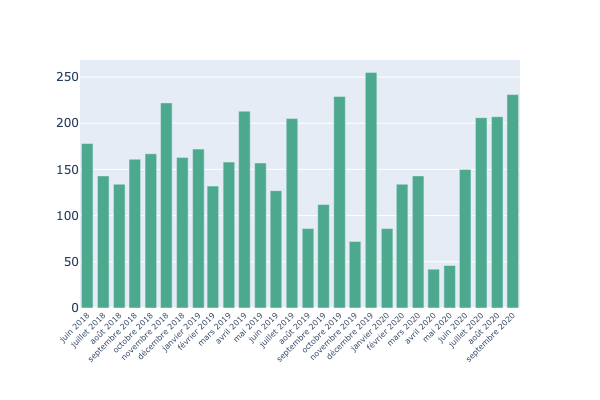 250
200
150
100
50
0
juin 2018
juillet 2018
août 2018
septembre 2018
octobre 2018
novembre 2018
décembre 2018
janvier 2019
février 2019
mars 2019
avril 2019
mai 2019
juin 2019
juillet 2019
août 2019
septembre 2019
octobre 2019
novembre 2019
décembre 2019
janvier 2020
février 2020
mars 2020
avril 2020
mai 2020
juin 2020
juillet 2020
août 2020
septembre 2020